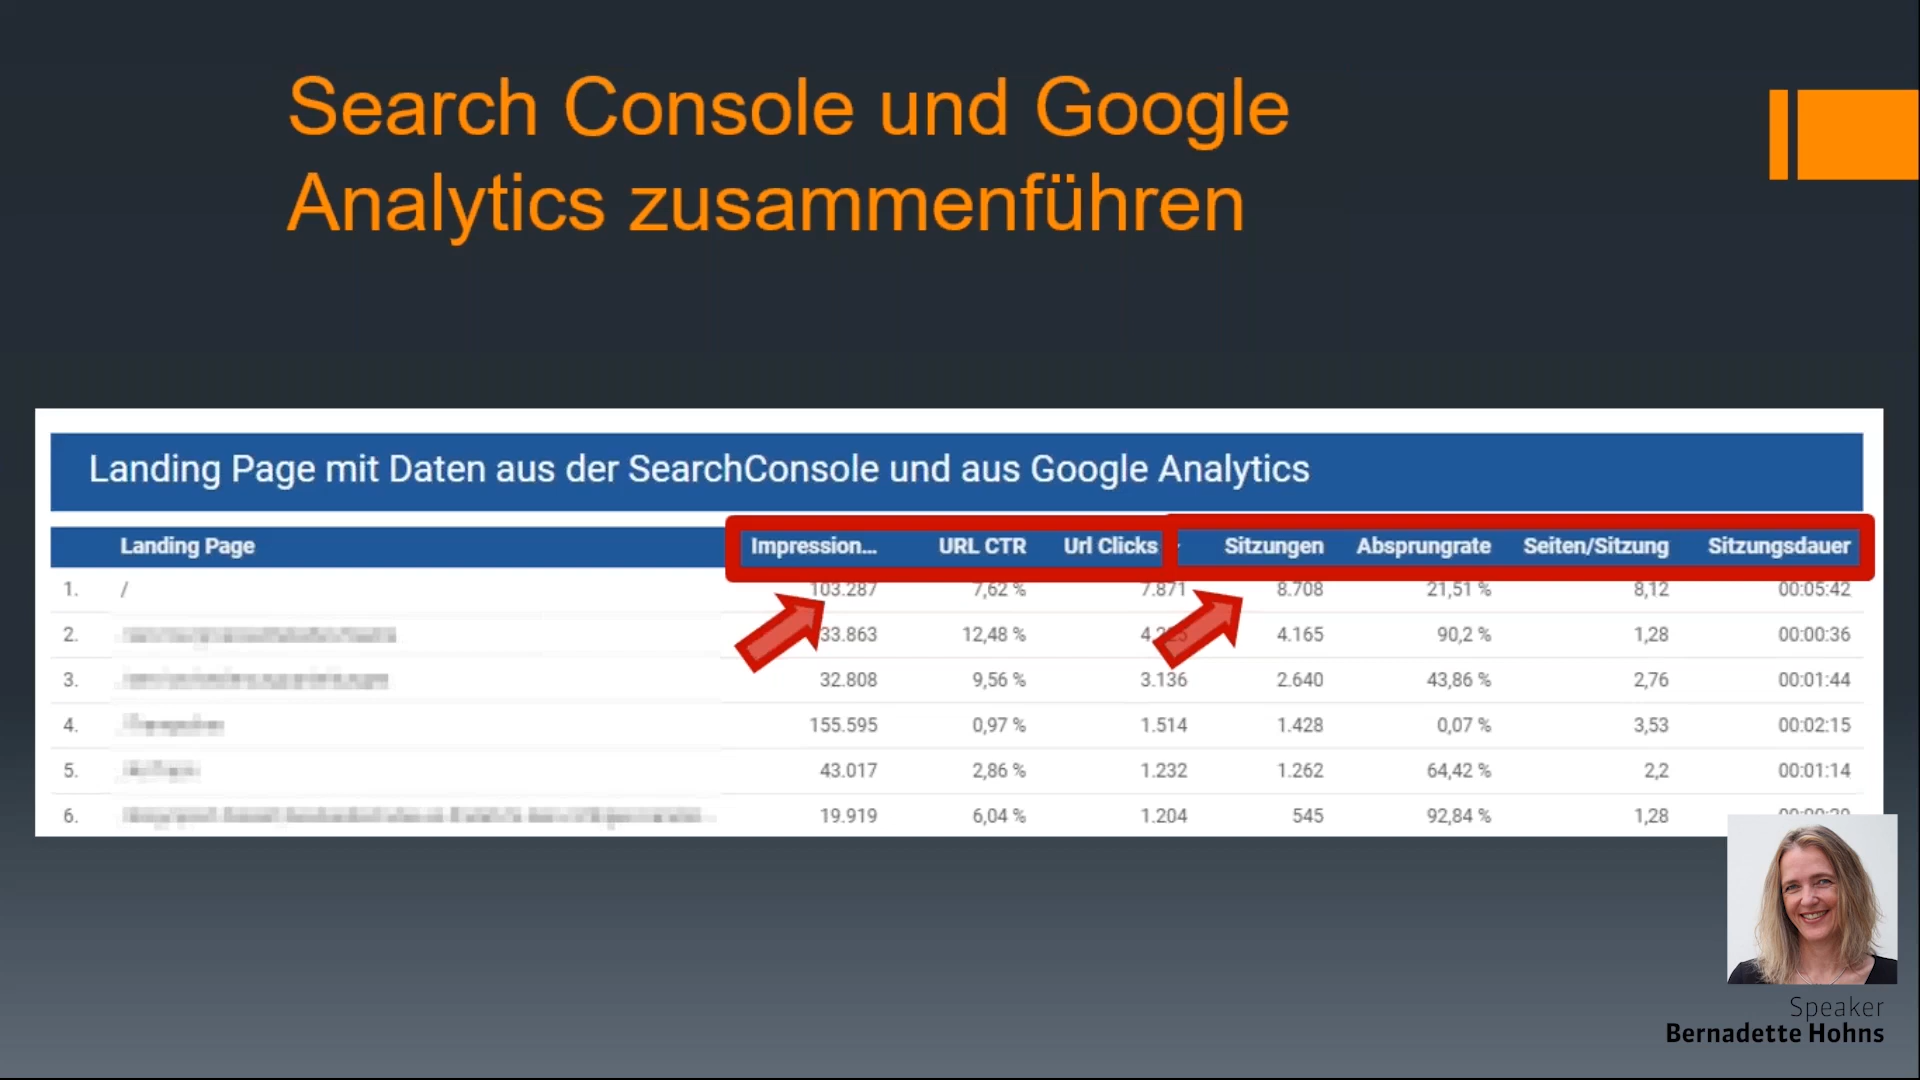 Search Console und Google
Analytics zusammenführen
Landing Page mit Daten aus der SearchConsole und aus Google Analytics
Landing Page Impression... URL CTR Url Clicks Sitzungen Absprungrate Seiten/Sitzung Sitzungsdauer
1. / 103.287 7,62 % 7.871 8.708 21,51 % 8,12 00:05:42
2. 33.863 12,48 % 4.165 90,2 % 1,28 00:00:36
3. 32.808 9,56 % 3.136 2.640 43,86 % 2,76 00:01:44
4. 155.595 0,97 % 1.514 1.428 0,07 % 3,53 00:02:15
5. 43.017 2,86 % 1.232 1.262 64,42 % 2,2 00:01:14
6. 19.919 6,04 % 1.204 545 92,84 % 1,28
Speaker
Bernadette Hohns